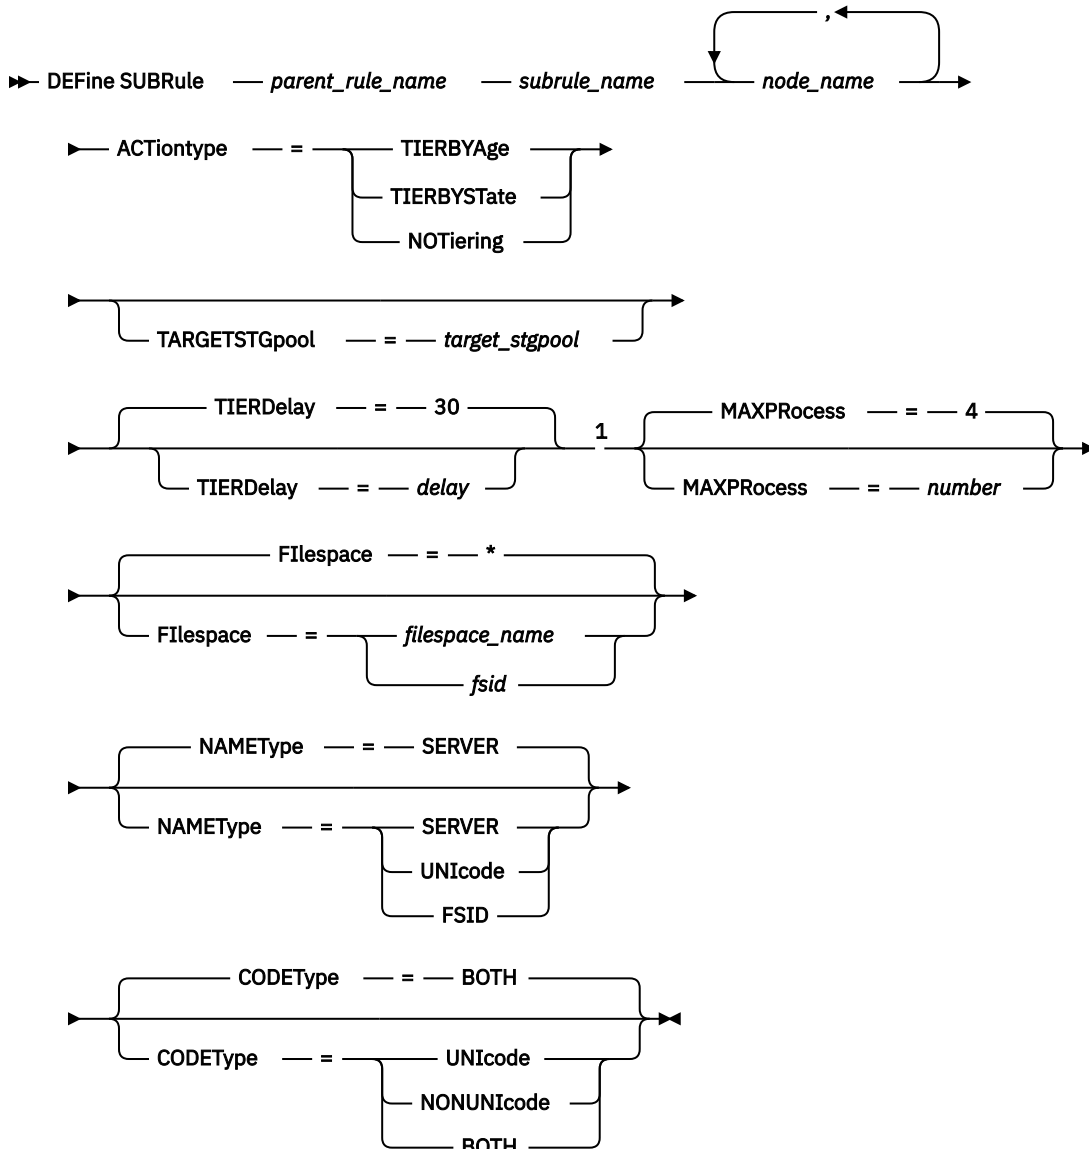 ,
DEFine SUBRule parent_rule_name subrule_name node_name
ACTiontype = TIERBYAge
TIERBYSTate
NOTiering
TARGETSTGpool = target_stgpool
TIERDelay = 30
1
MAXPRocess = 4
TIERDelay = delay
MAXPRocess = number
FIlespace = *
FIlespace = filespace_name
fsid
NAMEType = SERVER
NAMEType = SERVER
UNIcode
FSID
CODEType = BOTH
CODEType = UNIcode
NONUNIcode
BOTH